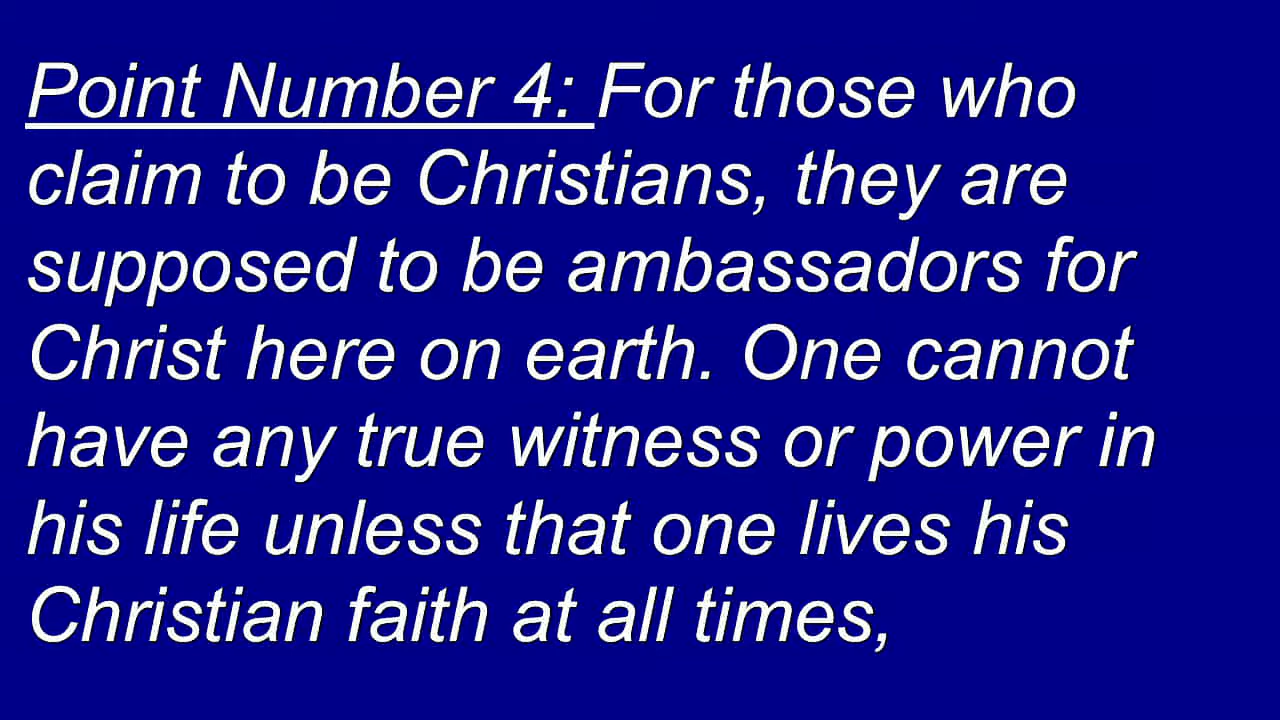 Point Number 4: For those who
claim to be Christians, they are
supposed to be ambassadors for
Christ here on earth. One cannot
have any true witness or power in
his life unless that one lives his
Christian faith at all times,